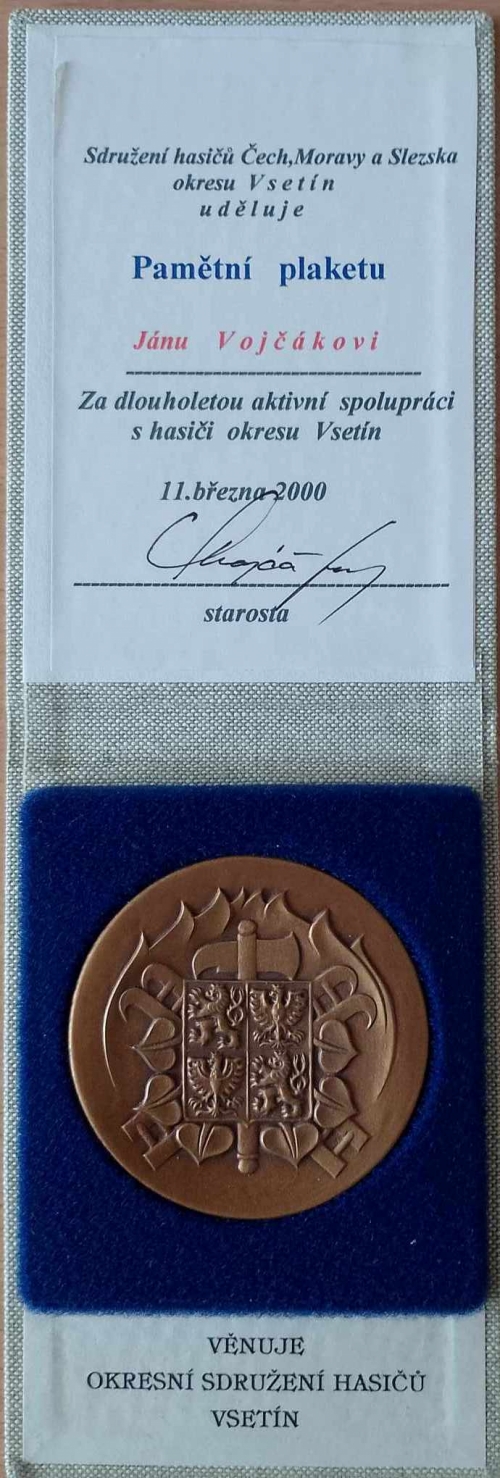 Sdružení hasičů Čech,Moravy a Slezska
okresu Vsetín
uděluje
Pamětní plaketu
Jánu Vojčákovi
Za dlouholetou aktivní spolupráci
s hasiči okresu Vsetín
11.března 2000
starosta
VĚNUJE
OKRESNÍ SDRUŽENÍ HASIČŮ
VSETÍN